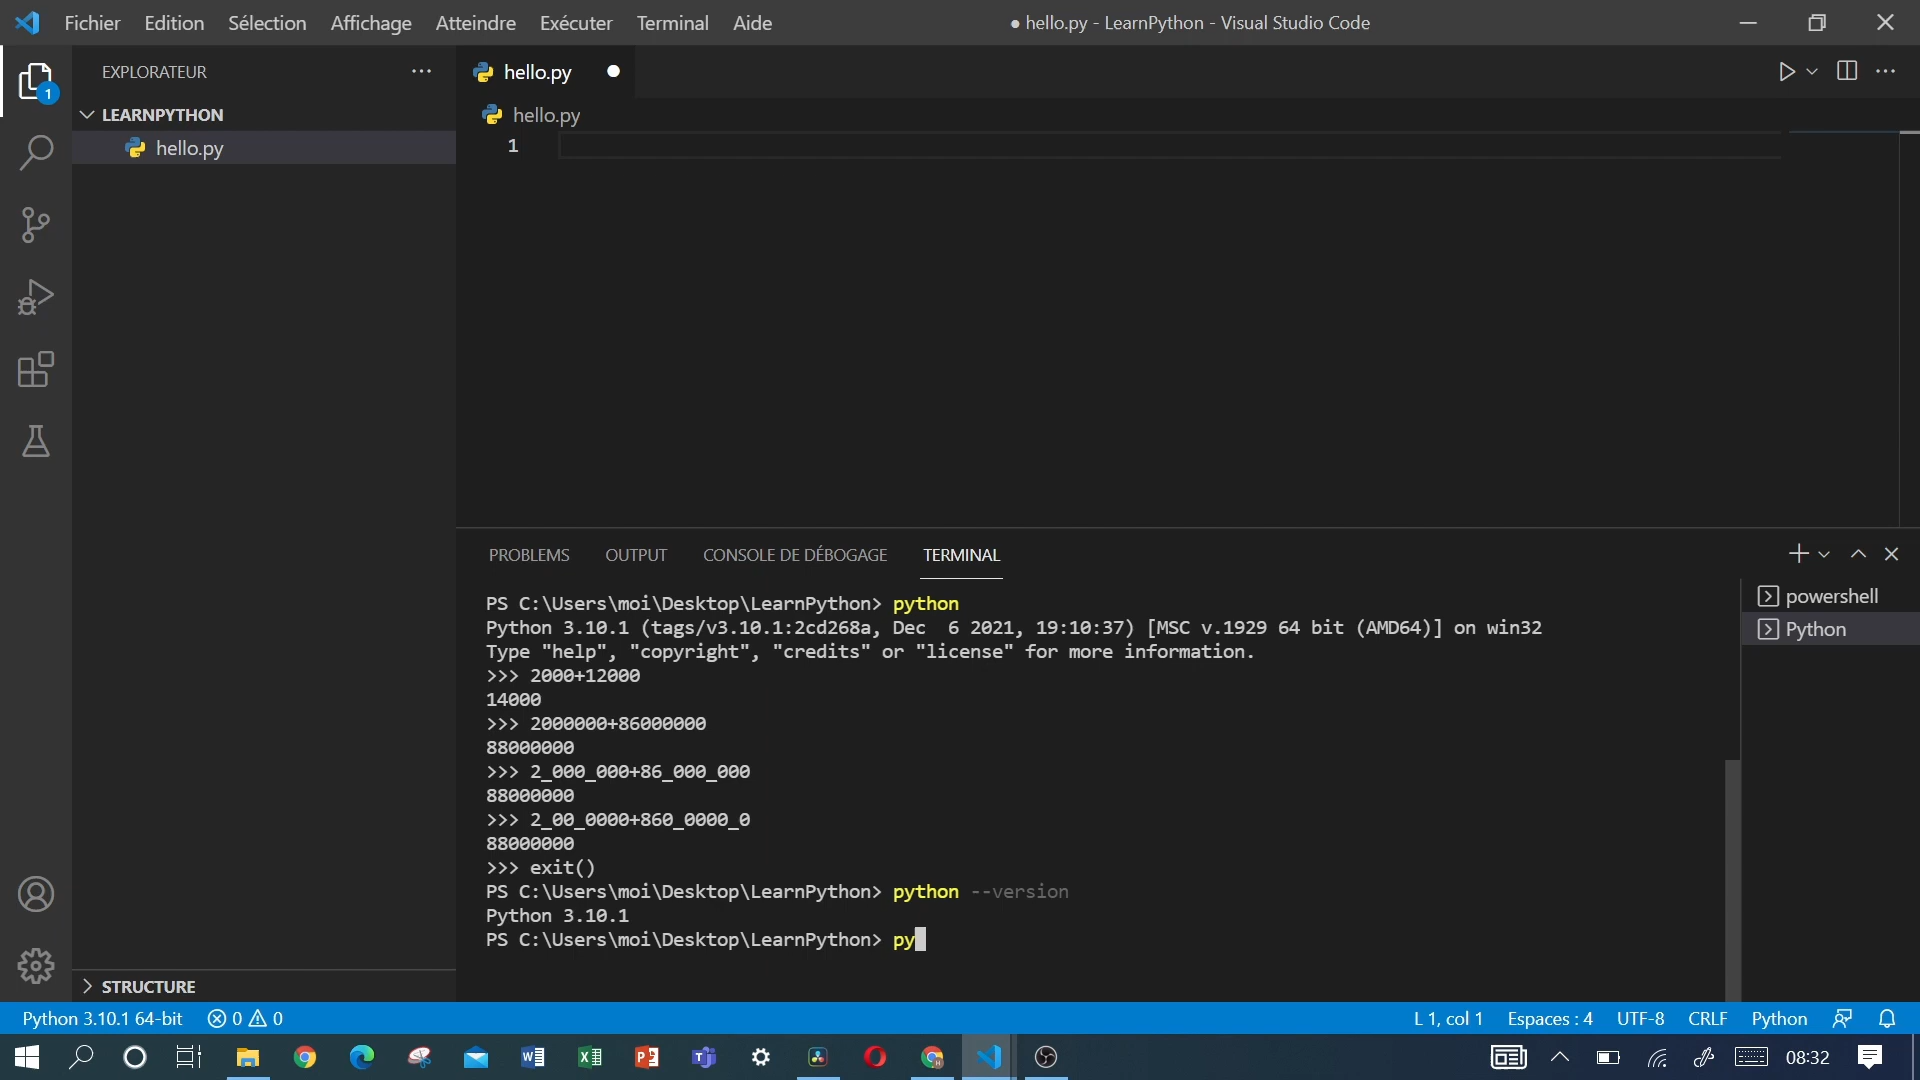 Fichier Edition Sélection Affichage Atteindre Exécuter Terminal Aide
● hello.py - LearnPython - Visual Studio Code
EXPLORATEUR
1
LEARNPYTHON
hello.py
STRUCTURE
hello.py
hello.py
1
PROBLEMS OUTPUT CONSOLE DE DÉBOGAGE TERMINAL
PS C:\Users\moi\Desktop\LearnPython> python
Python 3.10.1 (tags/v3.10.1:2cd268a, Dec  6 2021, 19:10:37) [MSC v.1929 64 bit (AMD64)] on win32
Type "help", "copyright", "credits" or "license" for more information.
>>> 2000+12000
14000
>>> 2000000+86000000
88000000
>>> 2_000_000+86_000_000
88000000
>>> 2_00_0000+860_0000_0
88000000
>>> exit()
PS C:\Users\moi\Desktop\LearnPython> python --version
Python 3.10.1
PS C:\Users\moi\Desktop\LearnPython> py
powershell
Python
Python 3.10.1 64-bit 0 0
L 1, col 1 Espaces : 4 UTF-8 CRLF Python
08:32